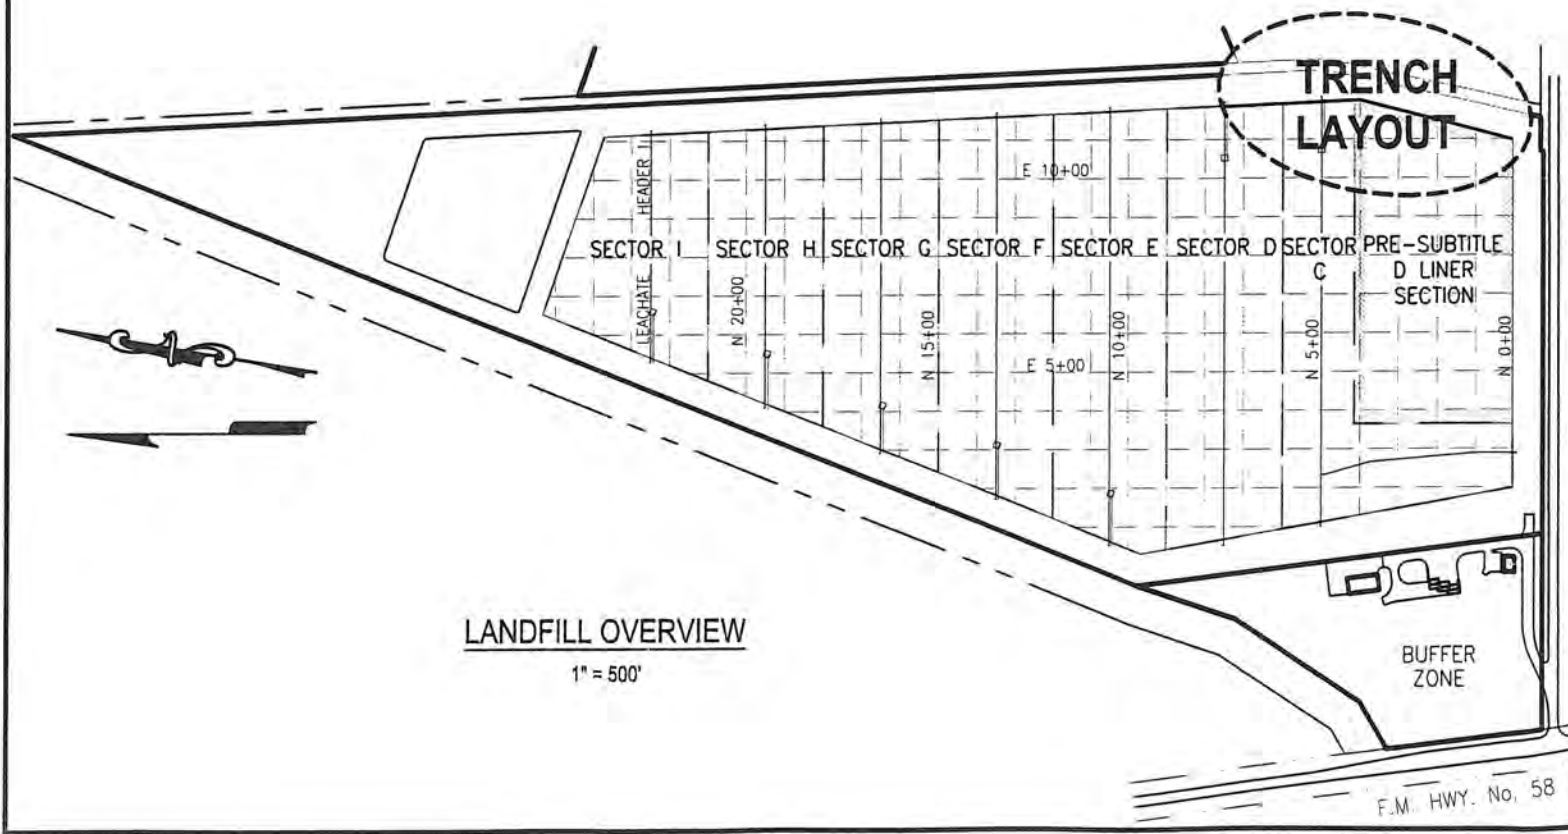 TRENCH
LAYOUT
E 10+00
LEACHATE HEADER
SECTOR I
SECTOR H
SECTOR G
SECTOR F
SECTOR E
SECTOR D
SECTOR
C
PRE-SUBTITLE
D LINER
SECTION
N 20+00
N 15+00
N 10+00
N 5+00
N 0+00
E 5+00
LANDFILL OVERVIEW
1" = 500'
BUFFER
ZONE
F.M. HWY. No. 58